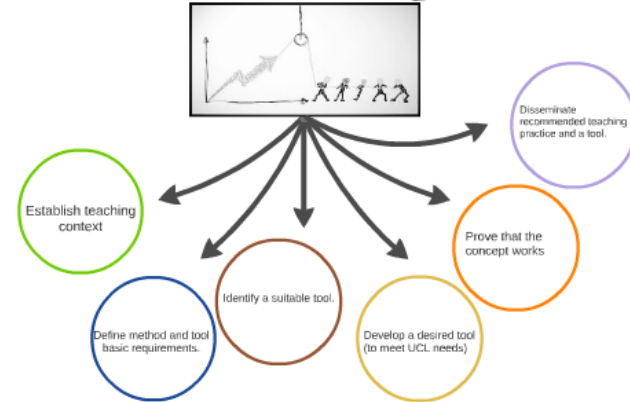 Disseminate
recommended teaching
practice and a tool.
Establish teaching
context
Prove that the
concept works
Identify a suitable tool.
Define method and tool
basic requirements.
Develop a desired tool
(to meet UCL needs)